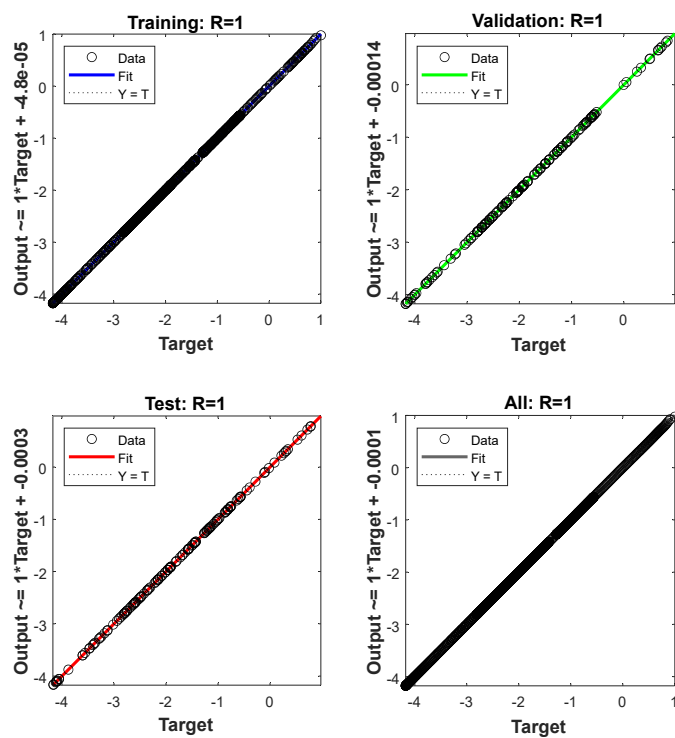 Training: R=1
Output ~= 1*Target + -4.8e-05
Data
Fit
Y = T
1
0
-1
-2
-3
-4
-4 -3 -2 -1 0 1
Target
Validation: R=1
Output ~= 1*Target + -0.00014
Data
Fit
Y = T
0
-1
-2
-3
-4
-4 -3 -2 -1 0
Target
Test: R=1
Output ~= 1*Target + -0.0003
Data
Fit
Y = T
0
-1
-2
-3
-4
-4 -3 -2 -1 0 1
Target
All: R=1
Output ~= 1*Target + -0.0001
Data
Fit
Y = T
1
0
-1
-2
-3
-4
-4 -3 -2 -1 0 1
Target